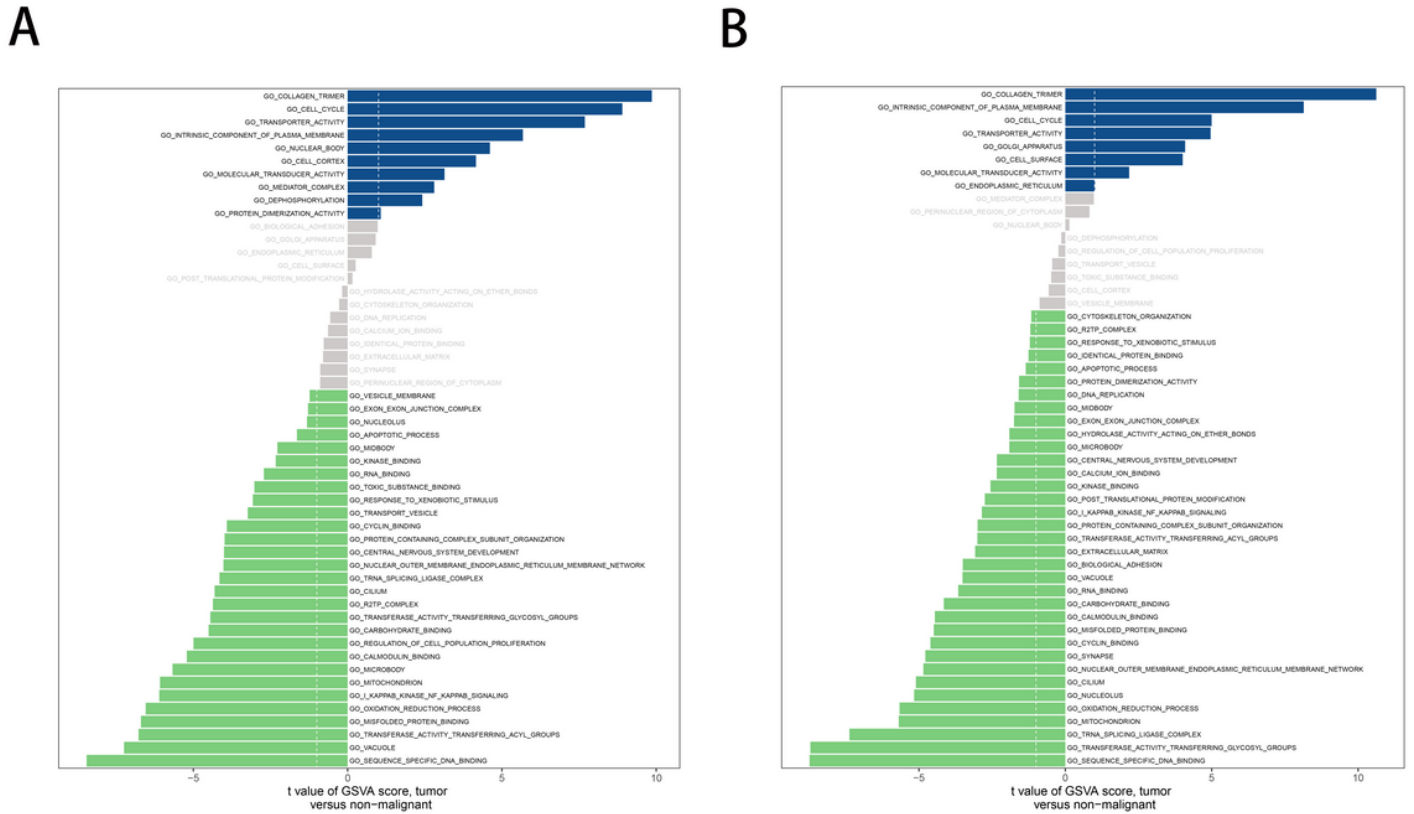 A
GO_COLLAGEN_TRIMER
GO_CELL_CYCLE
GO_TRANSPORTER_ACTIVITY
GO_INTRINSIC_COMPONENT_OF_PLASMA_MEMBRANE
GO_NUCLEAR_BODY
GO_CELL_CORTEX
GO_MOLECULAR_TRANSDUCER_ACTIVITY
GO_MEDIATOR_COMPLEX
GO_DEPHOSPHORYLATION
GO_PROTEIN_DIMERIZATION_ACTIVITY
GO_BIOLOGICAL_ADHESION
GO_GOLGI_APPARATUS
GO_ENDOPLASMIC_RETICULUM
GO_CELL_SURFACE
GO_POST_TRANSLATIONAL_PROTEIN_MODIFICATION
GO_HYDROLASE_ACTIVITY_ACTING_ON_ETHER_BONDS
GO_CYTOSKELETON_ORGANIZATION
GO_DNA_REPLICATION
GO_CALCIUM_ION_BINDING
GO_IDENTICAL_PROTEIN_BINDING
GO_EXTRACELLULAR_MATRIX
GO_SYNAPSE
GO_PERINUCLEAR_REGION_OF_CYTOPLASM
GO_VESICLE_MEMBRANE
GO_EXON_EXON_JUNCTION_COMPLEX
GO_NUCLEOLUS
GO_APOPTOTIC_PROCESS
GO_MIDBODY
GO_KINASE_BINDING
GO_RNA_BINDING
GO_TOXIC_SUBSTANCE_BINDING
GO_RESPONSE_TO_XENOBIOTIC_STIMULUS
GO_TRANSPORT_VESICLE
GO_CYCLIN_BINDING
GO_PROTEIN_CONTAINING_COMPLEX_SUBUNIT_ORGANIZATION
GO_CENTRAL_NERVOUS_SYSTEM_DEVELOPMENT
GO_NUCLEAR_OUTER_MEMBRANE_ENDOPLASMIC_RETICULUM_MEMBRANE_NETWORK
GO_TRNA_SPLICING_LIGASE_COMPLEX
GO_CILIUM
GO_R2TP_COMPLEX
GO_TRANSFERASE_ACTIVITY_TRANSFERRING_GLYCOSYL_GROUPS
GO_CARBOHYDRATE_BINDING
GO_REGULATION_OF_CELL_POPULATION_PROLIFERATION
GO_CALMODULIN_BINDING
GO_MICROBODY
GO_MITOCHONDRION
GO_I_KAPPAB_KINASE_NF_KAPPAB_SIGNALING
GO_OXIDATION_REDUCTION_PROCESS
GO_MISFOLDED_PROTEIN_BINDING
GO_TRANSFERASE_ACTIVITY_TRANSFERRING_ACYL_GROUPS
GO_VACUOLE
GO_SEQUENCE_SPECIFIC_DNA_BINDING
−5 0 5 10
t value of GSVA score, tumor
versus non−malignant
B
GO_COLLAGEN_TRIMER
GO_INTRINSIC_COMPONENT_OF_PLASMA_MEMBRANE
GO_CELL_CYCLE
GO_TRANSPORTER_ACTIVITY
GO_GOLGI_APPARATUS
GO_CELL_SURFACE
GO_MOLECULAR_TRANSDUCER_ACTIVITY
GO_ENDOPLASMIC_RETICULUM
GO_MEDIATOR_COMPLEX
GO_PERINUCLEAR_REGION_OF_CYTOPLASM
GO_NUCLEAR_BODY
GO_DEPHOSPHORYLATION
GO_REGULATION_OF_CELL_POPULATION_PROLIFERATION
GO_TRANSPORT_VESICLE
GO_TOXIC_SUBSTANCE_BINDING
GO_CELL_CORTEX
GO_VESICLE_MEMBRANE
GO_CYTOSKELETON_ORGANIZATION
GO_R2TP_COMPLEX
GO_RESPONSE_TO_XENOBIOTIC_STIMULUS
GO_IDENTICAL_PROTEIN_BINDING
GO_APOPTOTIC_PROCESS
GO_PROTEIN_DIMERIZATION_ACTIVITY
GO_DNA_REPLICATION
GO_MIDBODY
GO_EXON_EXON_JUNCTION_COMPLEX
GO_HYDROLASE_ACTIVITY_ACTING_ON_ETHER_BONDS
GO_MICROBODY
GO_CENTRAL_NERVOUS_SYSTEM_DEVELOPMENT
GO_CALCIUM_ION_BINDING
GO_KINASE_BINDING
GO_POST_TRANSLATIONAL_PROTEIN_MODIFICATION
GO_I_KAPPAB_KINASE_NF_KAPPAB_SIGNALING
GO_PROTEIN_CONTAINING_COMPLEX_SUBUNIT_ORGANIZATION
GO_TRANSFERASE_ACTIVITY_TRANSFERRING_ACYL_GROUPS
GO_EXTRACELLULAR_MATRIX
GO_BIOLOGICAL_ADHESION
GO_VACUOLE
GO_RNA_BINDING
GO_CARBOHYDRATE_BINDING
GO_CALMODULIN_BINDING
GO_MISFOLDED_PROTEIN_BINDING
GO_CYCLIN_BINDING
GO_SYNAPSE
GO_NUCLEAR_OUTER_MEMBRANE_ENDOPLASMIC_RETICULUM_MEMBRANE_NETWORK
GO_CILIUM
GO_NUCLEOLUS
GO_OXIDATION_REDUCTION_PROCESS
GO_MITOCHONDRION
GO_TRNA_SPLICING_LIGASE_COMPLEX
GO_TRANSFERASE_ACTIVITY_TRANSFERRING_GLYCOSYL_GROUPS
GO_SEQUENCE_SPECIFIC_DNA_BINDING
−5 0 5 10
t value of GSVA score, tumor
versus non−malignant